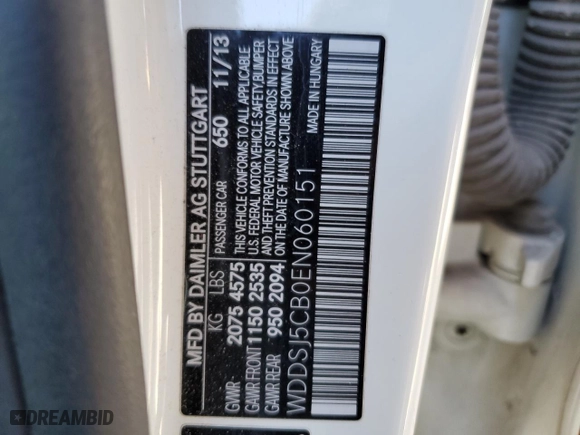 MFD BY DAIMLER AG STUTTGART
KG LBS PASSENGER CAR 650 11/13
GVWR 2075 4575 THIS VEHICLE CONFORMS TO ALL APPLICABLE
GAWR FRONT 1150 2535 U.S. FEDERAL MOTOR VEHICLE SAFETY, BUMPER
GAWR REAR 950 2094 AND THEFT PREVENTION STANDARDS IN EFFECT
ON THE DATE OF MANUFACTURE SHOWN ABOVE
WDDSJ5CB0EN060151 MADE IN HUNGARY
DREAMBID